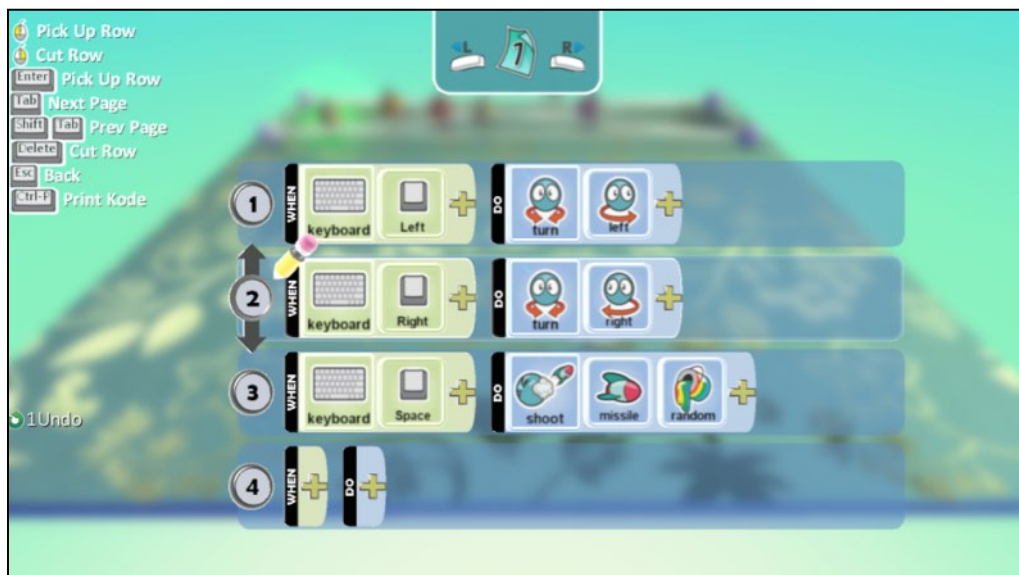 Pick Up Row
Cut Row
Enter Pick Up Row
Tab Next Page
Shift Tab Prev Page
Delete Cut Row
Esc Back
Ctrl-P Print Kode
L 1 R
1 WHEN keyboard Left DO turn left
2 WHEN keyboard Right DO turn right
3 WHEN keyboard Space DO shoot missile random
1Undo
4 WHEN DO